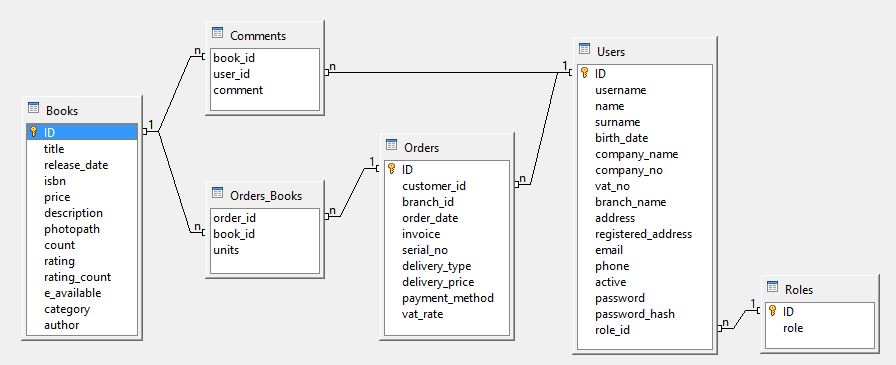 Comments
book_id
user_id
comment
Books
ID
title
release_date
isbn
price
description
photopath
count
rating
rating_count
e_available
category
author
Orders_Books
order_id
book_id
units
Orders
ID
customer_id
branch_id
order_date
invoice
serial_no
delivery_type
delivery_price
payment_method
vat_rate
Users
ID
username
name
surname
birth_date
company_name
company_no
vat_no
branch_name
address
registered_address
email
phone
active
password
password_hash
role_id
Roles
ID
role
1
n
n
n
1
n
1
n
n
1